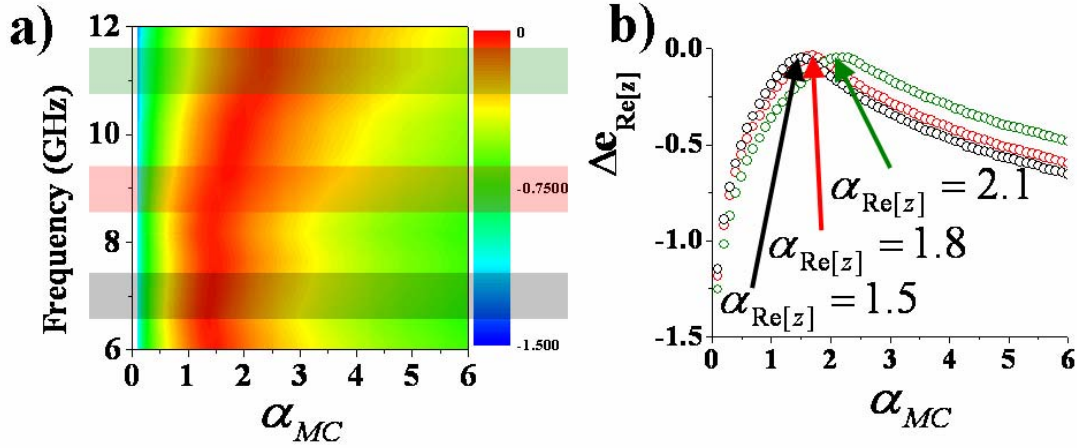 a)
Frequency (GHz)
12
10
8
6
0 1 2 3 4 5 6
α_MC
0
-0.7500
-1.500
b)
Δe_Re[z]
0.0
-0.5
-1.0
-1.5
α_Re[z] = 2.1
α_Re[z] = 1.8
α_Re[z] = 1.5
0 1 2 3 4 5 6
α_MC